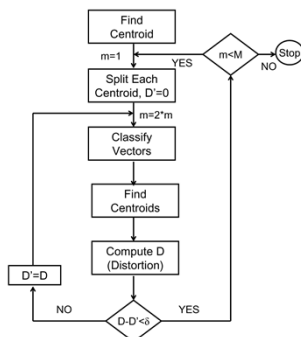 Find
Centroid
m=1
YES
m<M
NO
Stop
Split Each
Centroid, D'=0
m=2*m
Classify
Vectors
Find
Centroids
Compute D
(Distortion)
D'=D
NO
D-D'<δ
YES